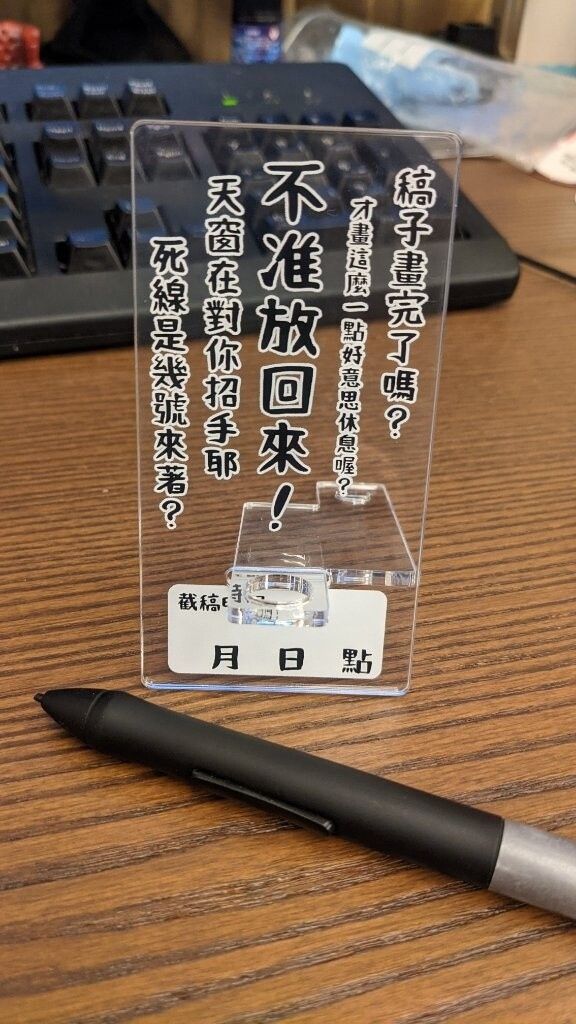 稿子畫完了嗎？
才畫這麼一點好意思休息喔？
不准放回來！
天窗在對你招手耶
死線是幾號來著？
截稿時
月 日 點